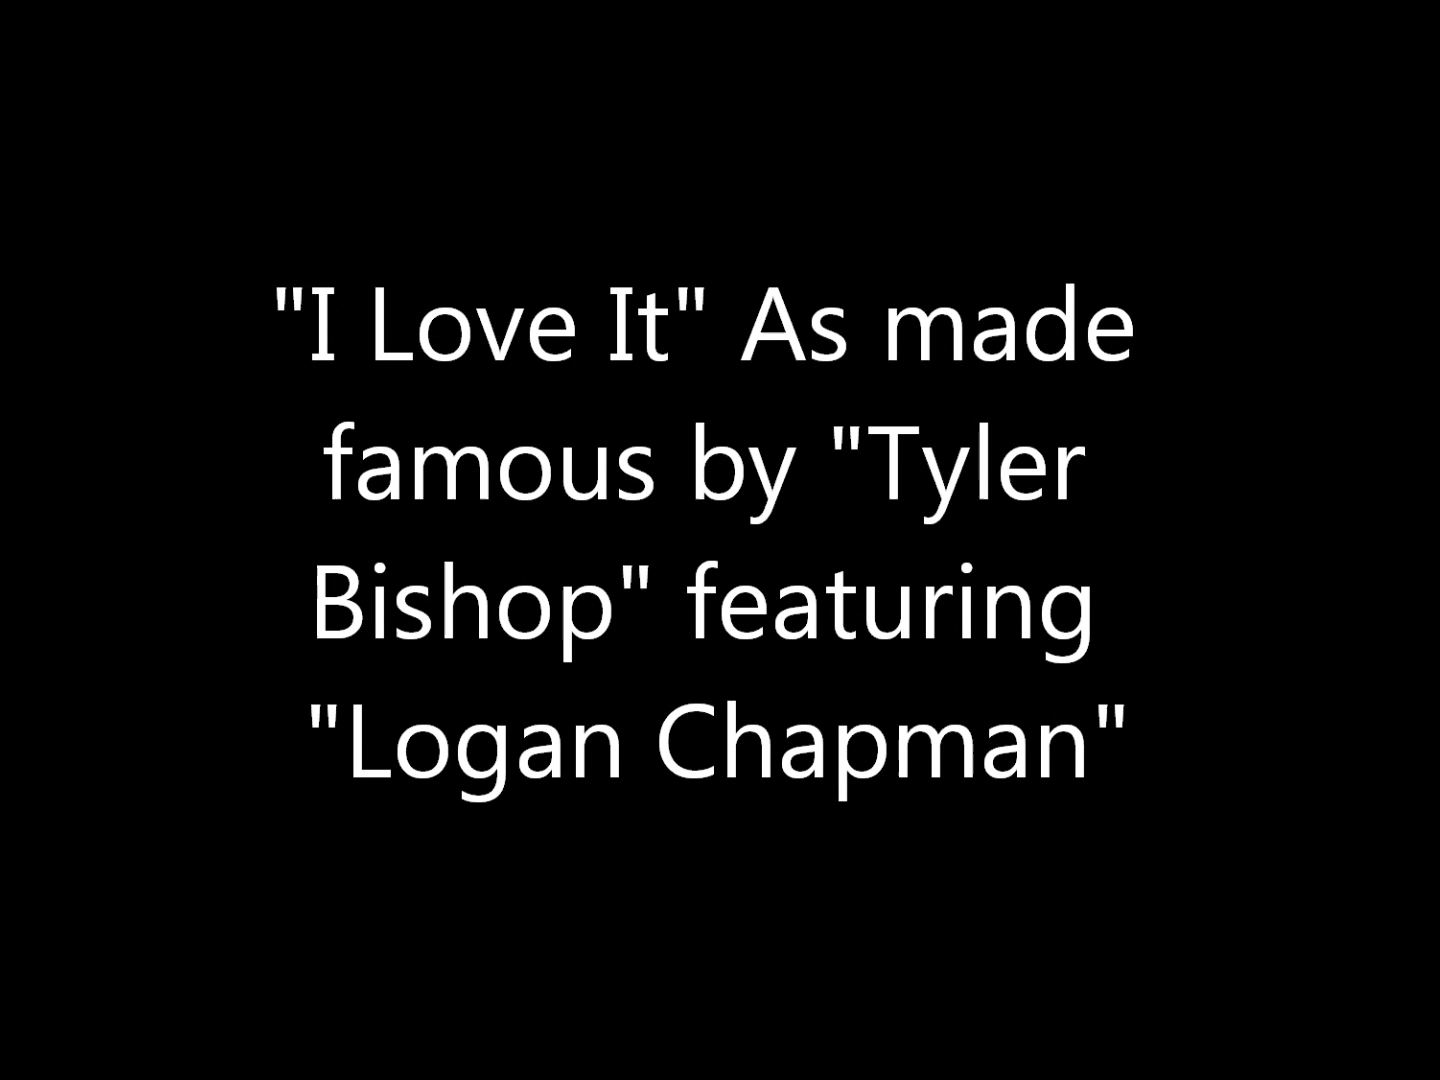 "I Love It" As made
famous by "Tyler
Bishop" featuring
"Logan Chapman"